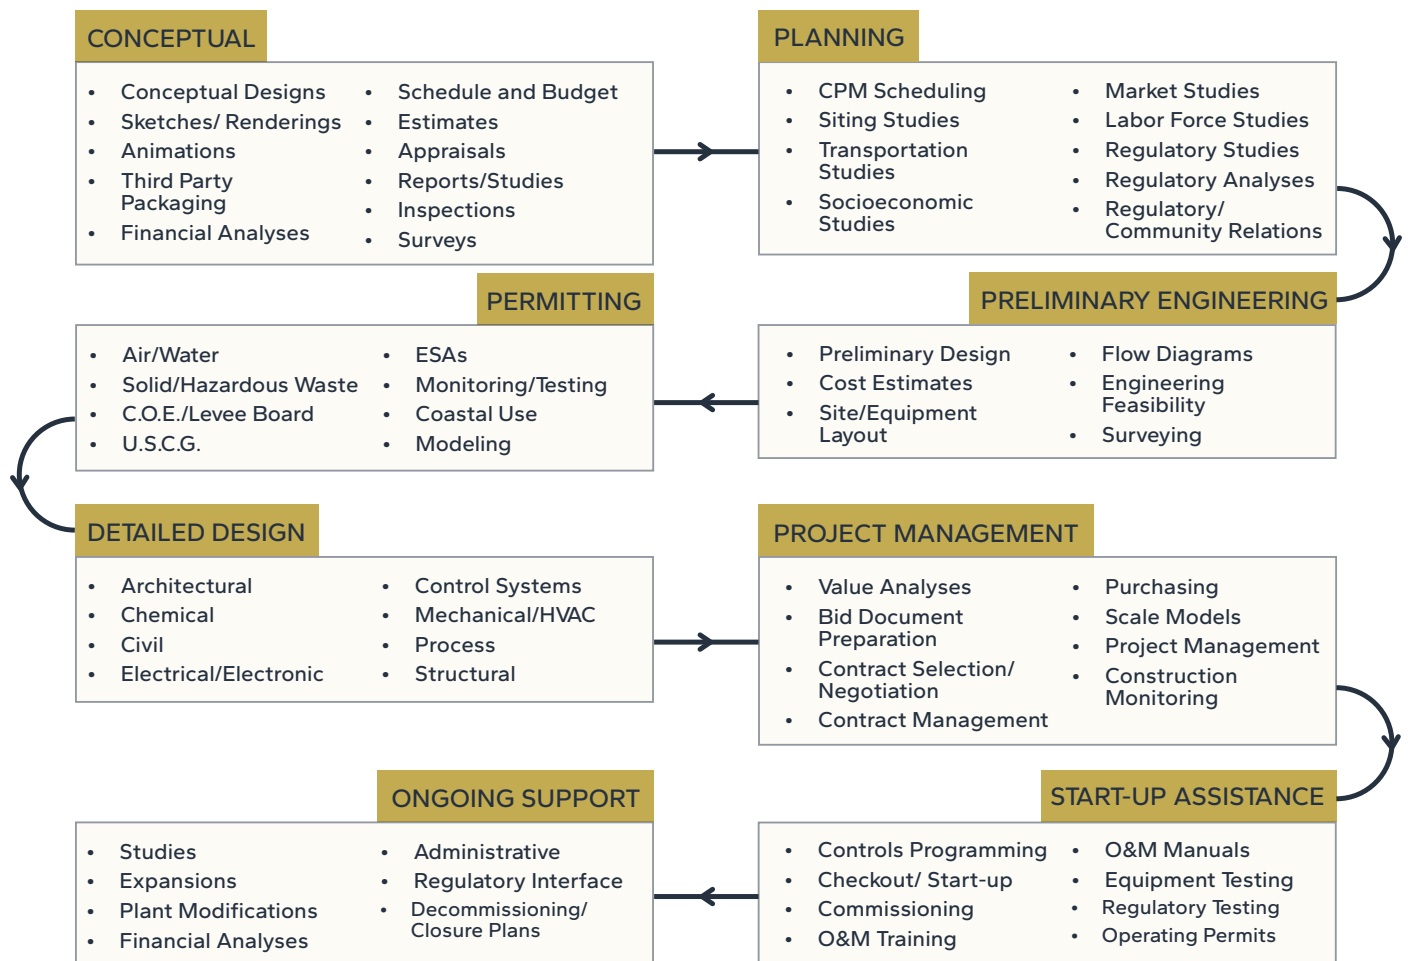 CONCEPTUAL
• Conceptual Designs
• Sketches/ Renderings
• Animations
• Third Party
Packaging
• Financial Analyses
• Schedule and Budget
• Estimates
• Appraisals
• Reports/Studies
• Inspections
• Surveys
PLANNING
• CPM Scheduling
• Siting Studies
• Transportation
Studies
• Socioeconomic
Studies
• Market Studies
• Labor Force Studies
• Regulatory Studies
• Regulatory Analyses
• Regulatory/
Community Relations
PRELIMINARY ENGINEERING
• Preliminary Design
• Cost Estimates
• Site/Equipment
Layout
• Flow Diagrams
• Engineering
Feasibility
• Surveying
PERMITTING
• Air/Water
• Solid/Hazardous Waste
• C.O.E./Levee Board
• U.S.C.G.
• ESAs
• Monitoring/Testing
• Coastal Use
• Modeling
DETAILED DESIGN
• Architectural
• Chemical
• Civil
• Electrical/Electronic
• Control Systems
• Mechanical/HVAC
• Process
• Structural
PROJECT MANAGEMENT
• Value Analyses
• Bid Document
Preparation
• Contract Selection/
Negotiation
• Contract Management
• Purchasing
• Scale Models
• Project Management
• Construction
Monitoring
START-UP ASSISTANCE
• Controls Programming
• Checkout/ Start-up
• Commissioning
• O&M Training
• O&M Manuals
• Equipment Testing
• Regulatory Testing
• Operating Permits
ONGOING SUPPORT
• Studies
• Expansions
• Plant Modifications
• Financial Analyses
• Administrative
• Regulatory Interface
• Decommissioning/
Closure Plans